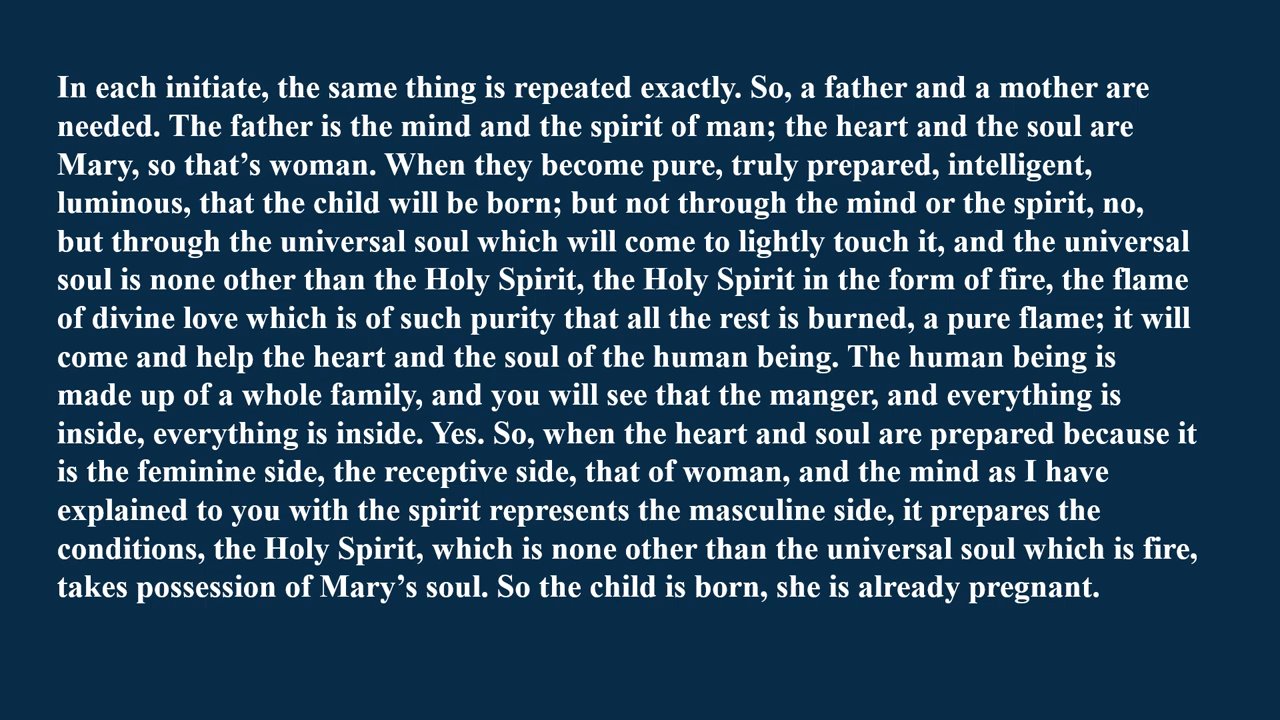 In each initiate, the same thing is repeated exactly. So, a father and a mother are
needed. The father is the mind and the spirit of man; the heart and the soul are
Mary, so that’s woman. When they become pure, truly prepared, intelligent,
luminous, that the child will be born; but not through the mind or the spirit, no,
but through the universal soul which will come to lightly touch it, and the universal
soul is none other than the Holy Spirit, the Holy Spirit in the form of fire, the flame
of divine love which is of such purity that all the rest is burned, a pure flame; it will
come and help the heart and the soul of the human being. The human being is
made up of a whole family, and you will see that the manger, and everything is
inside, everything is inside. Yes. So, when the heart and soul are prepared because it
is the feminine side, the receptive side, that of woman, and the mind as I have
explained to you with the spirit represents the masculine side, it prepares the
conditions, the Holy Spirit, which is none other than the universal soul which is fire,
takes possession of Mary’s soul. So the child is born, she is already pregnant.